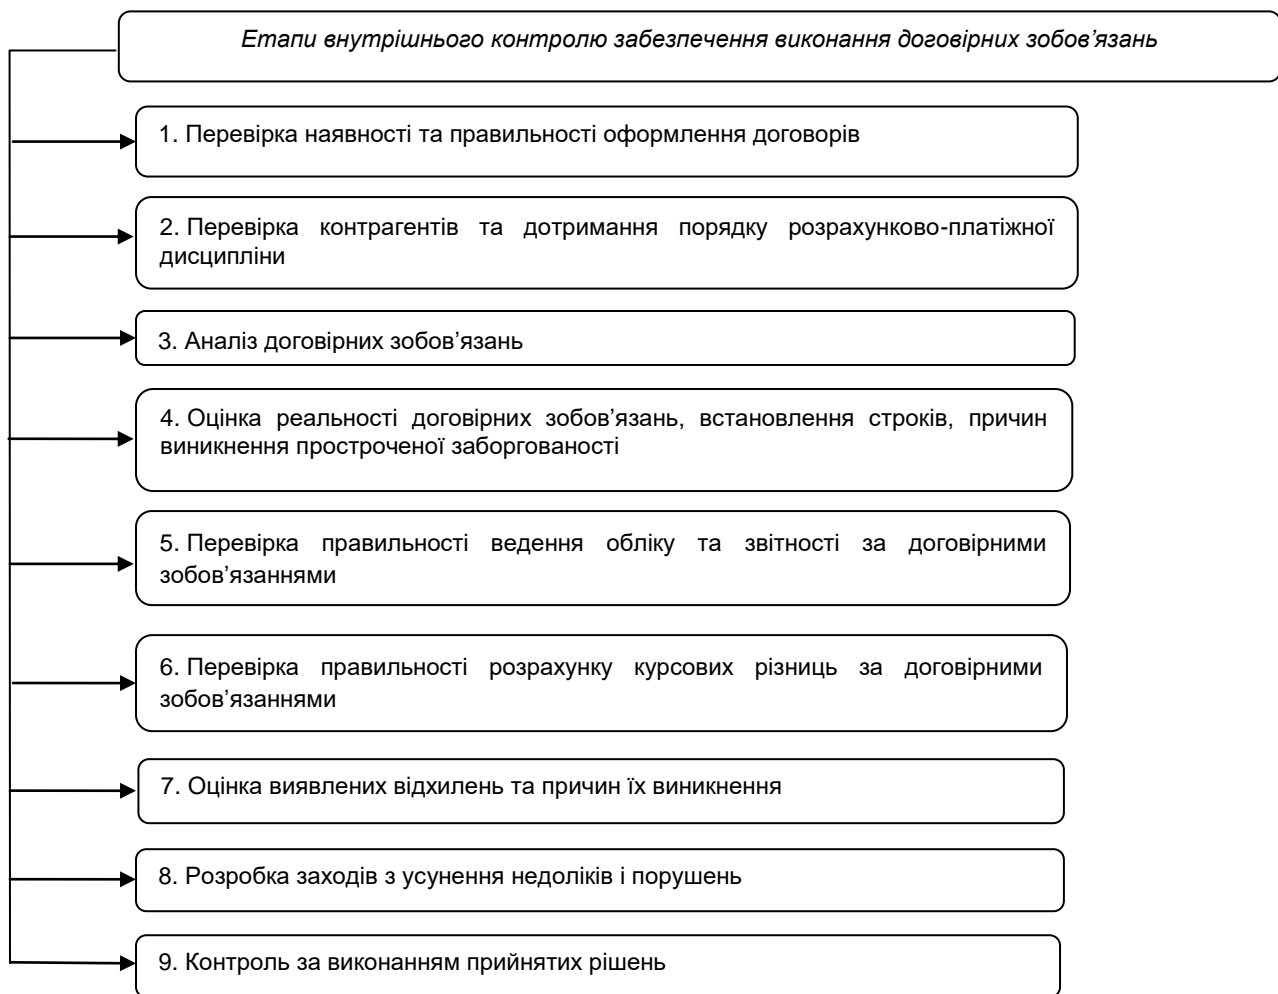 Етапи внутрішнього контролю забезпечення виконання договірних зобов’язань
1. Перевірка наявності та правильності оформлення договорів
2. Перевірка контрагентів та дотримання порядку розрахунково-платіжної
дисципліни
3. Аналіз договірних зобов’язань
4. Оцінка реальності договірних зобов’язань, встановлення строків, причин
виникнення простроченої заборгованості
5. Перевірка правильності ведення обліку та звітності за договірними
зобов’язаннями
6. Перевірка правильності розрахунку курсових різниць за договірними
зобов’язаннями
7. Оцінка виявлених відхилень та причин їх виникнення
8. Розробка заходів з усунення недоліків і порушень
9. Контроль за виконанням прийнятих рішень